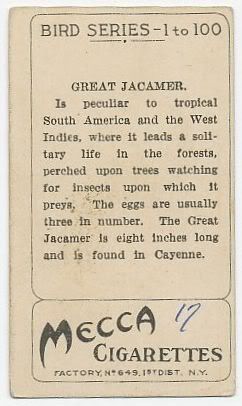 BIRD SERIES-1 to 100
GREAT JACAMER.
Is peculiar to tropical
South America and the West
Indies, where it leads a soli-
tary life in the forests,
perched upon trees watching
for insects upon which it
preys. The eggs are usually
three in number. The Great
Jacamer is eight inches long
and is found in Cayenne.
17
MECCA
CIGARETTES
FACTORY, Nº 649, 1ST DIST. N.Y.